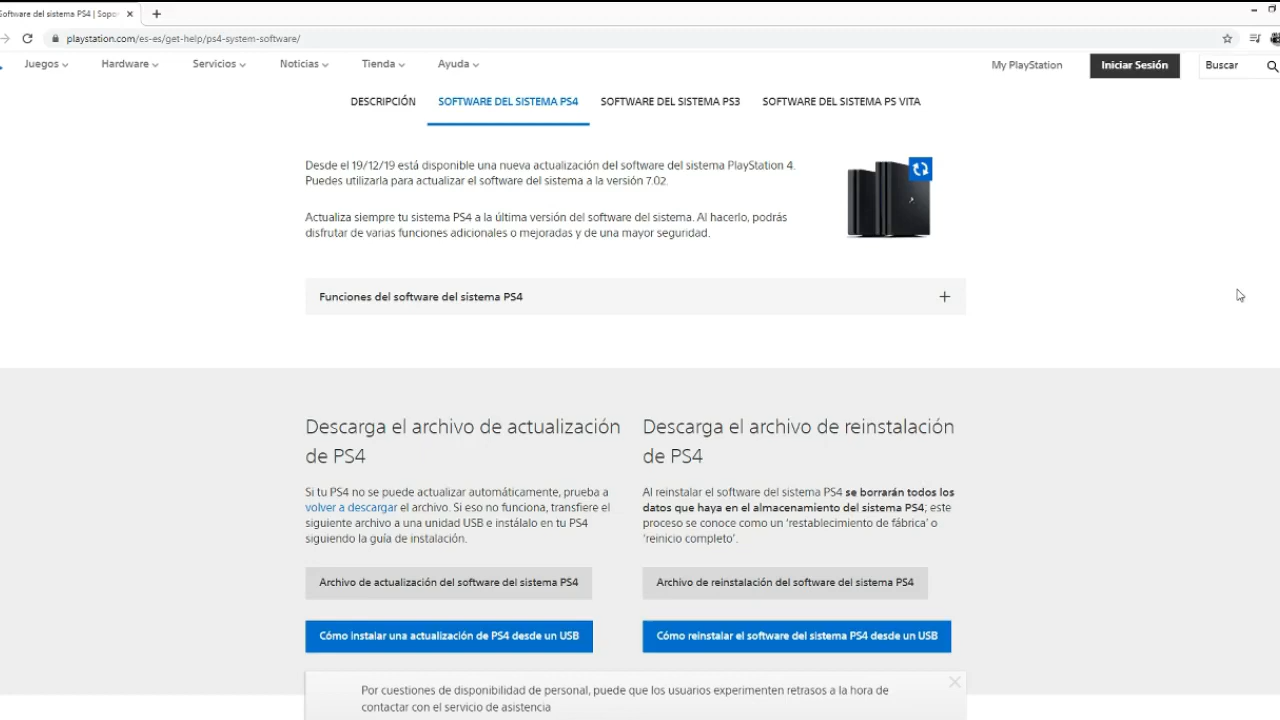 Software del sistema PS4 | Sopo
playstation.com/es-es/get-help/ps4-system-software/
Juegos Hardware Servicios Noticias Tienda Ayuda My PlayStation Iniciar Sesión Buscar
DESCRIPCIÓN SOFTWARE DEL SISTEMA PS4 SOFTWARE DEL SISTEMA PS3 SOFTWARE DEL SISTEMA PS VITA
Desde el 19/12/19 está disponible una nueva actualización del software del sistema PlayStation 4.
Puedes utilizarla para actualizar el software del sistema a la versión 7.02.
Actualiza siempre tu sistema PS4 a la última versión del software del sistema. Al hacerlo, podrás
disfrutar de varias funciones adicionales o mejoradas y de una mayor seguridad.
Funciones del software del sistema PS4
Descarga el archivo de actualización
de PS4
Si tu PS4 no se puede actualizar automáticamente, prueba a
volver a descargar el archivo. Si eso no funciona, transfiere el
siguiente archivo a una unidad USB e instálalo en tu PS4
siguiendo la guía de instalación.
Archivo de actualización del software del sistema PS4
Cómo instalar una actualización de PS4 desde un USB
Descarga el archivo de reinstalación
de PS4
Al reinstalar el software del sistema PS4 se borrarán todos los
datos que haya en el almacenamiento del sistema PS4; este
proceso se conoce como un ‘restablecimiento de fábrica’ o
‘reinicio completo’.
Archivo de reinstalación del software del sistema PS4
Cómo reinstalar el software del sistema PS4 desde un USB
Por cuestiones de disponibilidad de personal, puede que los usuarios experimenten retrasos a la hora de
contactar con el servicio de asistencia